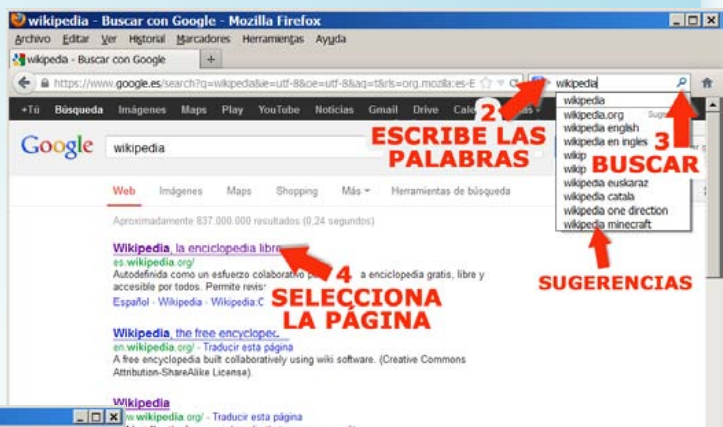 wikipedia - Buscar con Google - Mozilla Firefox
Archivo Editar Ver Historial Marcadores Herramientas Ayuda
wikipedia - Buscar con Google +
https://www.google.es/search?q=wikipedia&ie=utf-8&oe=utf-8&aq=t&rls=org.mozilla:es-E
wikipedia
+Tú Búsqueda Imágenes Maps Play YouTube Noticias Gmail Drive
wikipedia
wikipedia.org
wikipedia english
wikipedia en ingles
wikip
wikip
wikipedia euskaraz
wikipedia catala
wikipedia one direction
wikipedia minecraft
2
ESCRIBE LAS
PALABRAS
3
BUSCAR
SUGERENCIAS
Google wikipedia
Web Imágenes Maps Shopping Más Herramientas de búsqueda
Aproximadamente 837.000.000 resultados (0,24 segundos)
Wikipedia, la enciclopedia libre
es.wikipedia.org/
Autodefinida como un esfuerzo colaborativo a enciclopedia gratis, libre y
accesible por todos. Permite
Español - Wikipedia
4
SELECCIONA
LA PÁGINA
Wikipedia, the free
en.wikipedia.org/ - Traducir esta página
A free encyclopedia built collaboratively using wiki software. (Creative Commons
Attribution-ShareAlike License).
Wikipedia
wikipedia.org/ - Traducir esta página